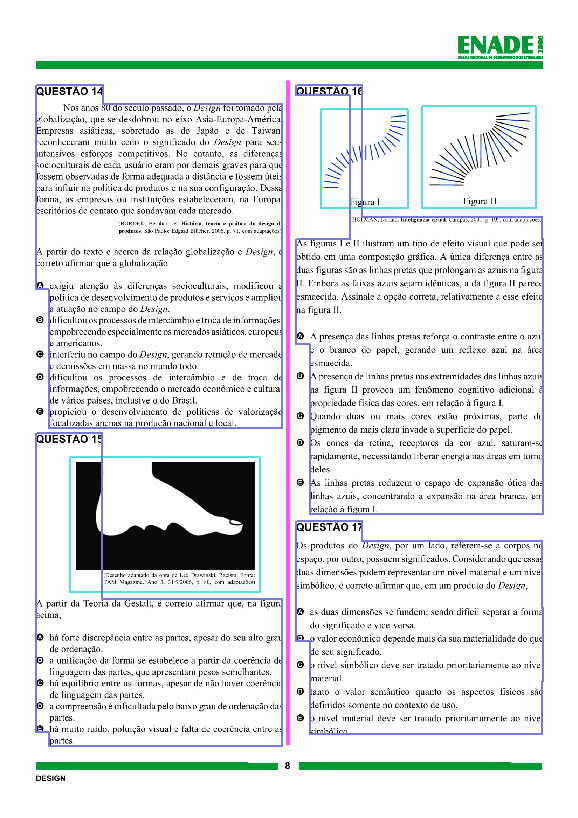 ENADE
QUESTÃO 14
Nos anos 80 do século passado, o Design foi tomado pela
globalização, que se desdobrou no eixo Ásia-Europa-América.
Empresas asiáticas, sobretudo as do Japão e de Taiwan,
reconheceram muito cedo o significado do Design para seus
intensivos esforços competitivos. No entanto, as diferenças
socioculturais de cada usuário eram por demais graves para que
fossem observadas de forma adequada a distância e fossem úteis
para influir na política de produtos e na sua configuração. Dessa
forma, as empresas ou instituições estabeleceram, na Europa,
escritórios de contato que sondavam cada mercado.
produtos. São Paulo: Edgard Blücher, 2006, p. 71, com adaptações)
A partir do texto e acerca da relação globalização e Design, é
correto afirmar que a globalização
A exigiu atenção às diferenças socioculturais, modificou a
política de desenvolvimento de produtos e serviços e ampliou
a atuação no campo do Design.
B dificultou os processos de intercâmbio e troca de informações,
empobrecendo especialmente os mercados asiáticos, europeus
e americanos.
C interferiu no campo do Design, gerando retração de mercado
e demissões em massa no mundo todo.
D dificultou os processos de intercâmbio e de troca de
informações, empobrecendo o mercado econômico e cultural
de vários países, inclusive o do Brasil.
E propiciou o desenvolvimento de políticas de valorização
focalizadas apenas na produção nacional e local.
QUESTÃO 15
A partir da Teoria da Gestalt, é correto afirmar que, na figura
acima,
A há forte discrepância entre as partes, apesar do seu alto grau
de ordenação.
B a unificação da forma se estabelece a partir da coerência de
linguagem das partes, que apresentam pesos semelhantes.
C há equilíbrio entre as formas, apesar de não haver coerência
de linguagem das partes.
D a compreensão é dificultada pelo baixo grau de ordenação das
partes.
E há muito ruído, poluição visual e falta de coerência entre as
partes.
QUESTÃO 16
Figura I
Figura II
As figuras I e II ilustram um tipo de efeito visual que pode ser
obtido em uma composição gráfica. A única diferença entre as
duas figuras são as linhas pretas que prolongam as azuis na figura
II. Embora as faixas azuis sejam idênticas, a da figura II parece
esmaecida. Assinale a opção correta, relativamente a esse efeito
na figura II.
A A presença das linhas pretas reforça o contraste entre o azul
e o branco do papel, gerando um reflexo azul na área
esmaecida.
B A presença de linhas pretas nas extremidades das linhas azuis
na figura II provoca um fenômeno cognitivo adicional à
propriedade física das cores, em relação à figura I.
C Quando duas ou mais cores estão próximas, parte do
pigmento da mais clara invade a superfície do papel.
D Os cones da retina, receptores da cor azul, saturam-se
rapidamente, necessitando liberar energia nas áreas em torno
deles.
E As linhas pretas reduzem o espaço de expansão ótica das
linhas azuis, concentrando a expansão na área branca, em
relação à figura I.
QUESTÃO 17
Os produtos do Design, por um lado, referem-se a corpos no
espaço, por outro, possuem significados. Considerando que essas
duas dimensões podem representar um nível material e um nível
simbólico, é correto afirmar que, em um produto do Design,
A as duas dimensões se fundem, sendo difícil separar a forma
do significado e vice-versa.
B o valor econômico depende mais da sua materialidade do que
de seu significado.
C o nível simbólico deve ser tratado prioritariamente ao nível
material.
D tanto o valor semântico quanto os aspectos físicos são
definidos somente no contexto de uso.
E o nível material deve ser tratado prioritariamente ao nível
simbólico.
8
DESIGN